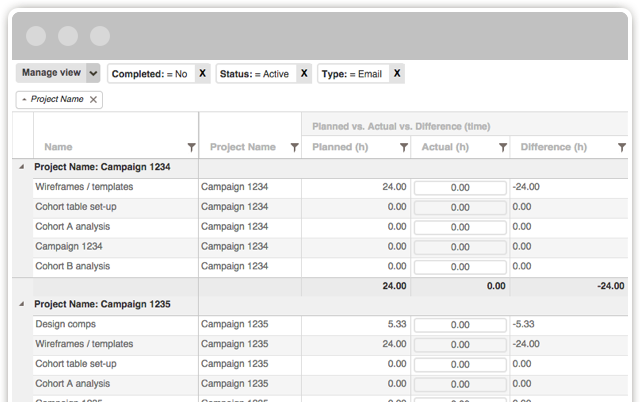 Manage view Completed: = No X Status: = Active X Type: = Email X
Project Name X
Planned vs. Actual vs. Difference (time)
Name Project Name Planned (h) Actual (h) Difference (h)
Project Name: Campaign 1234
Wireframes / templates Campaign 1234 24.00 0.00 -24.00
Cohort table set-up Campaign 1234 0.00 0.00 0.00
Cohort A analysis Campaign 1234 0.00 0.00 0.00
Campaign 1234 Campaign 1234 0.00 0.00 0.00
Cohort B analysis Campaign 1234 0.00 0.00 0.00
24.00 0.00 -24.00
Project Name: Campaign 1235
Design comps Campaign 1235 5.33 0.00 -5.33
Wireframes / templates Campaign 1235 24.00 0.00 -24.00
Cohort table set-up Campaign 1235 0.00 0.00 0.00
Cohort A analysis Campaign 1235 0.00 0.00 0.00